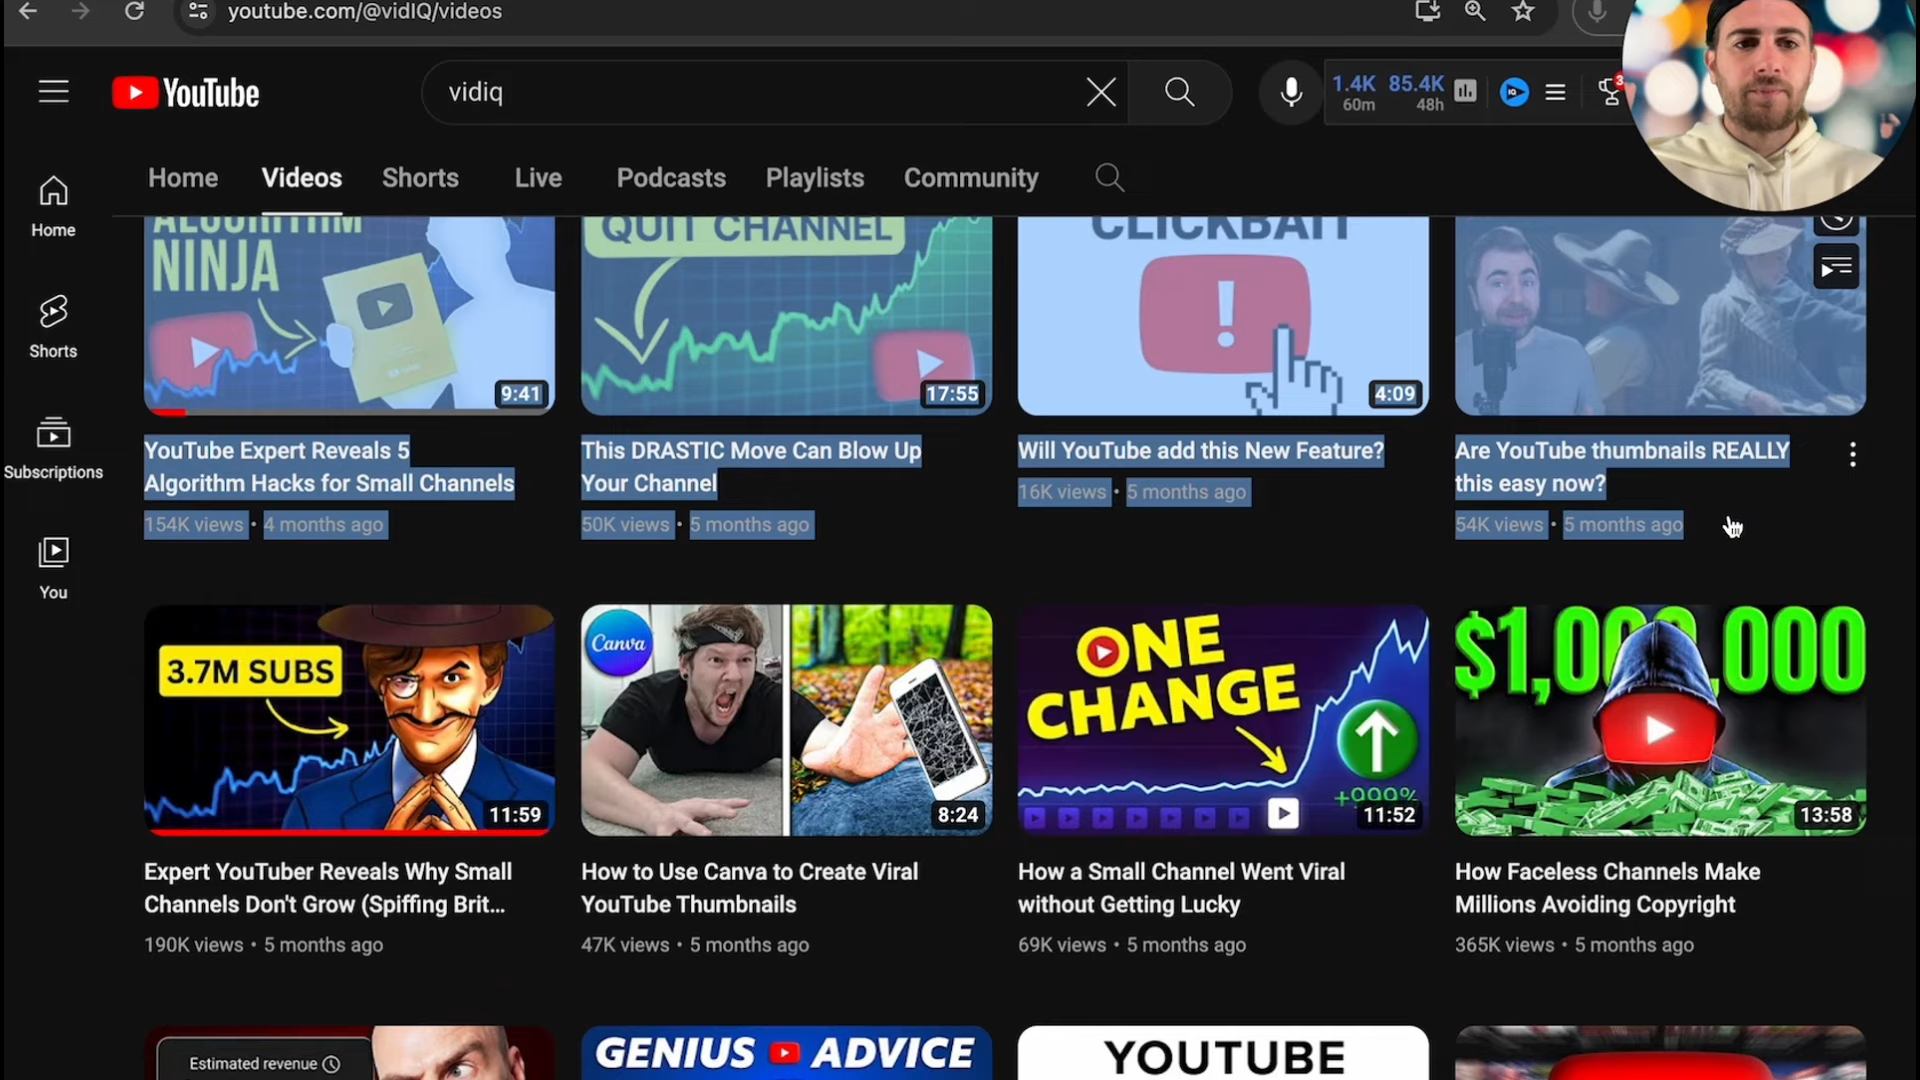 youtube.com/@vidIQ/videos
YouTube
vidiq
1.4K 85.4K
60m 48h
IQ
3
Home Videos Shorts Live Podcasts Playlists Community
Home
Shorts
Subscriptions
You
ALGORITHM
NINJA
9:41
QUIT CHANNEL
17:55
CLICKBAIT
!
4:09
YouTube Expert Reveals 5
Algorithm Hacks for Small Channels
154K views • 4 months ago
This DRASTIC Move Can Blow Up
Your Channel
50K views • 5 months ago
Will YouTube add this New Feature?
16K views • 5 months ago
Are YouTube thumbnails REALLY
this easy now?
54K views • 5 months ago
3.7M SUBS
11:59
Canva
8:24
ONE
CHANGE
+999%
11:52
$1,000,000
13:58
Expert YouTuber Reveals Why Small
Channels Don't Grow (Spiffing Brit...
190K views • 5 months ago
How to Use Canva to Create Viral
YouTube Thumbnails
47K views • 5 months ago
How a Small Channel Went Viral
without Getting Lucky
69K views • 5 months ago
How Faceless Channels Make
Millions Avoiding Copyright
365K views • 5 months ago
Estimated revenue
GENIUS ADVICE
YOUTUBE